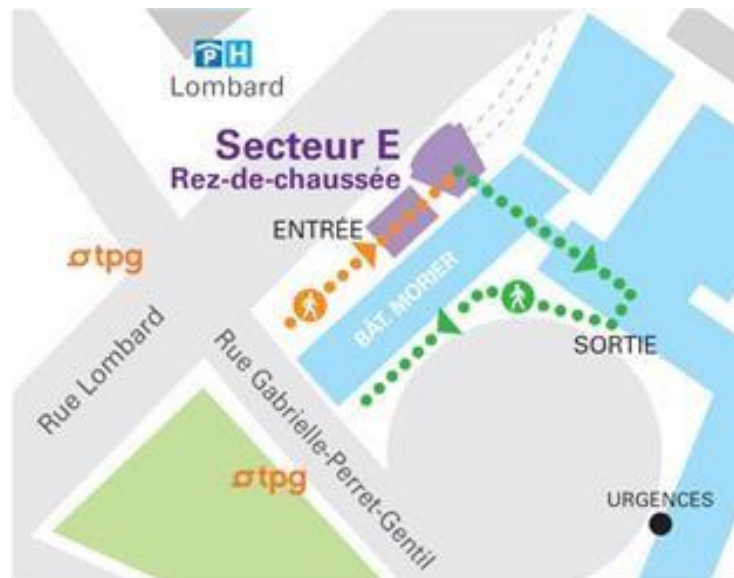 P H
Lombard
Secteur E
Rez-de-chaussée
ENTRÉE
tpg
BÂT. MORIER
SORTIE
Rue Lombard
Rue Gabrielle-Perret-Gentil
tpg
URGENCES